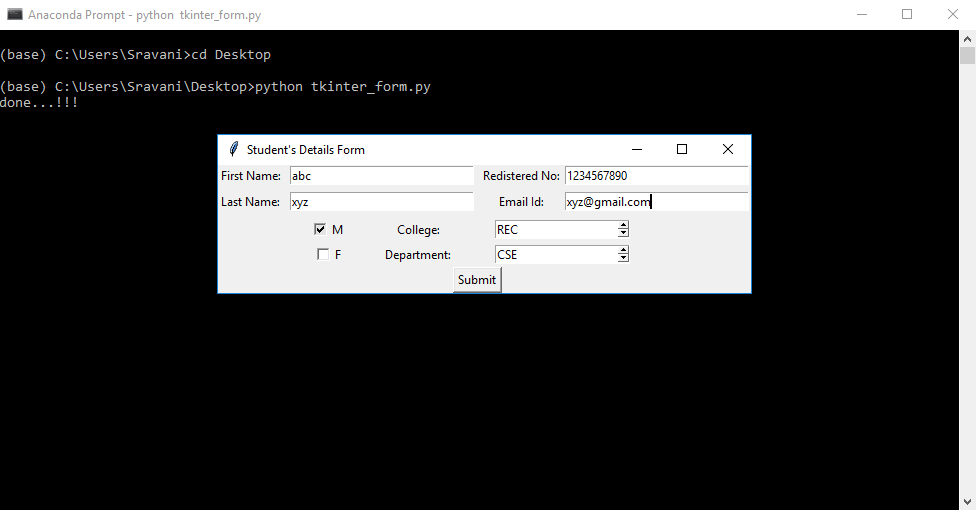 Anaconda Prompt - python  tkinter_form.py
(base) C:\Users\Sravani>cd Desktop
(base) C:\Users\Sravani\Desktop>python tkinter_form.py
done...!!!
Student's Details Form
First Name: abc Redistered No: 1234567890
Last Name: xyz Email Id: xyz@gmail.com
M College: REC
F Department: CSE
Submit